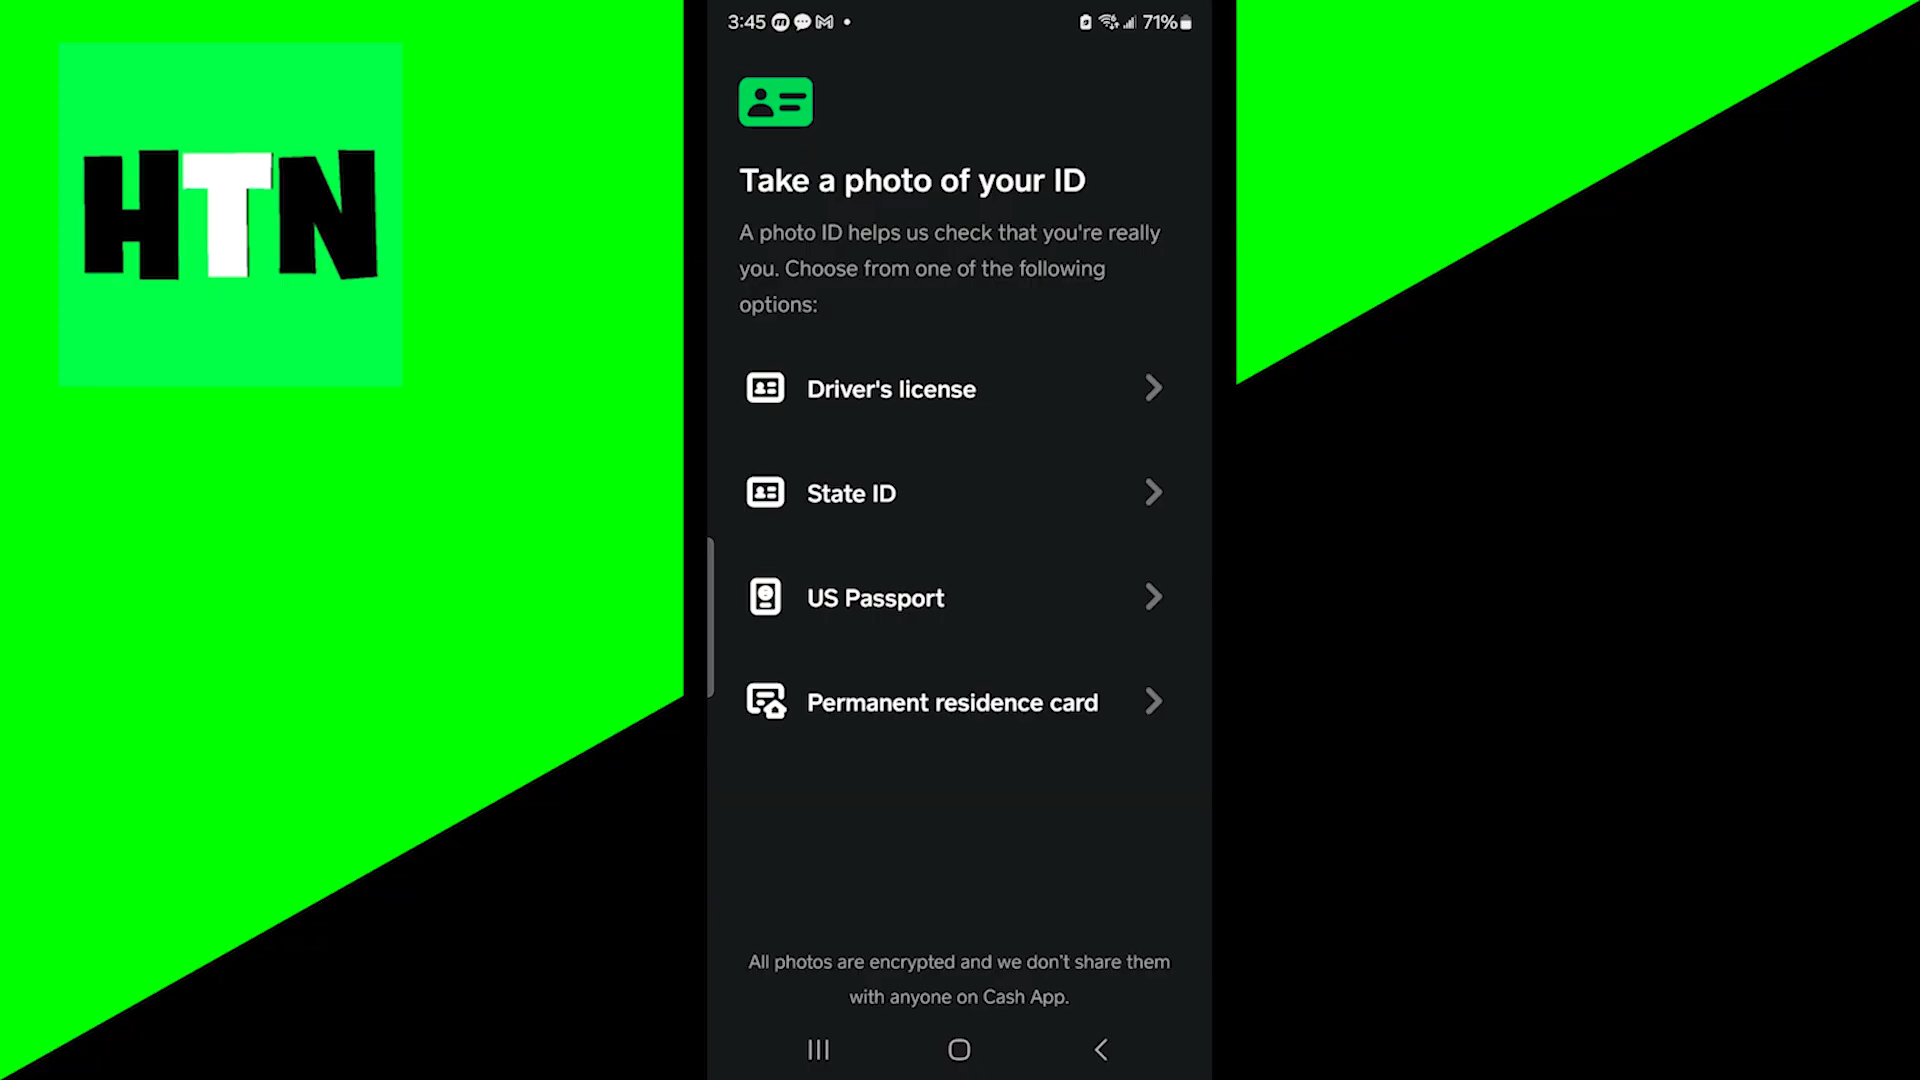 HTN
3:45
71%
Take a photo of your ID
A photo ID helps us check that you're really
you. Choose from one of the following
options:
Driver's license
State ID
US Passport
Permanent residence card
All photos are encrypted and we don't share them
with anyone on Cash App.